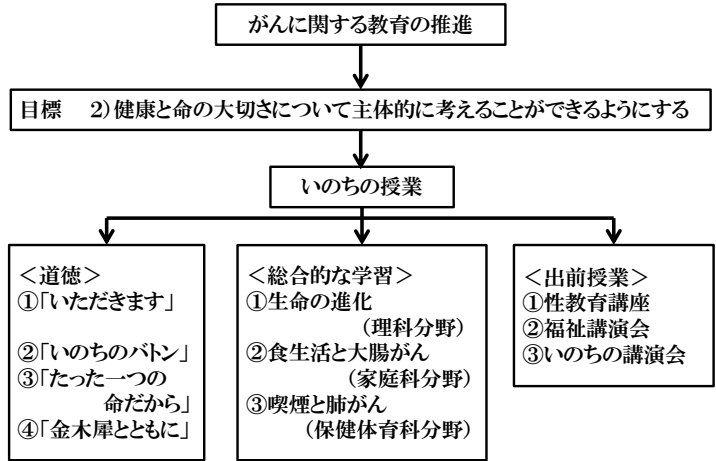 がんに関する教育の推進
目標　2)健康と命の大切さについて主体的に考えることができるようにする
いのちの授業
＜道徳＞
①「いただきます」
②「いのちのバトン」
③「たった一つの
命だから」
④「金木犀とともに」
＜総合的な学習＞
①生命の進化
（理科分野）
②食生活と大腸がん
（家庭科分野）
③喫煙と肺がん
（保健体育科分野）
＜出前授業＞
①性教育講座
②福祉講演会
③いのちの講演会